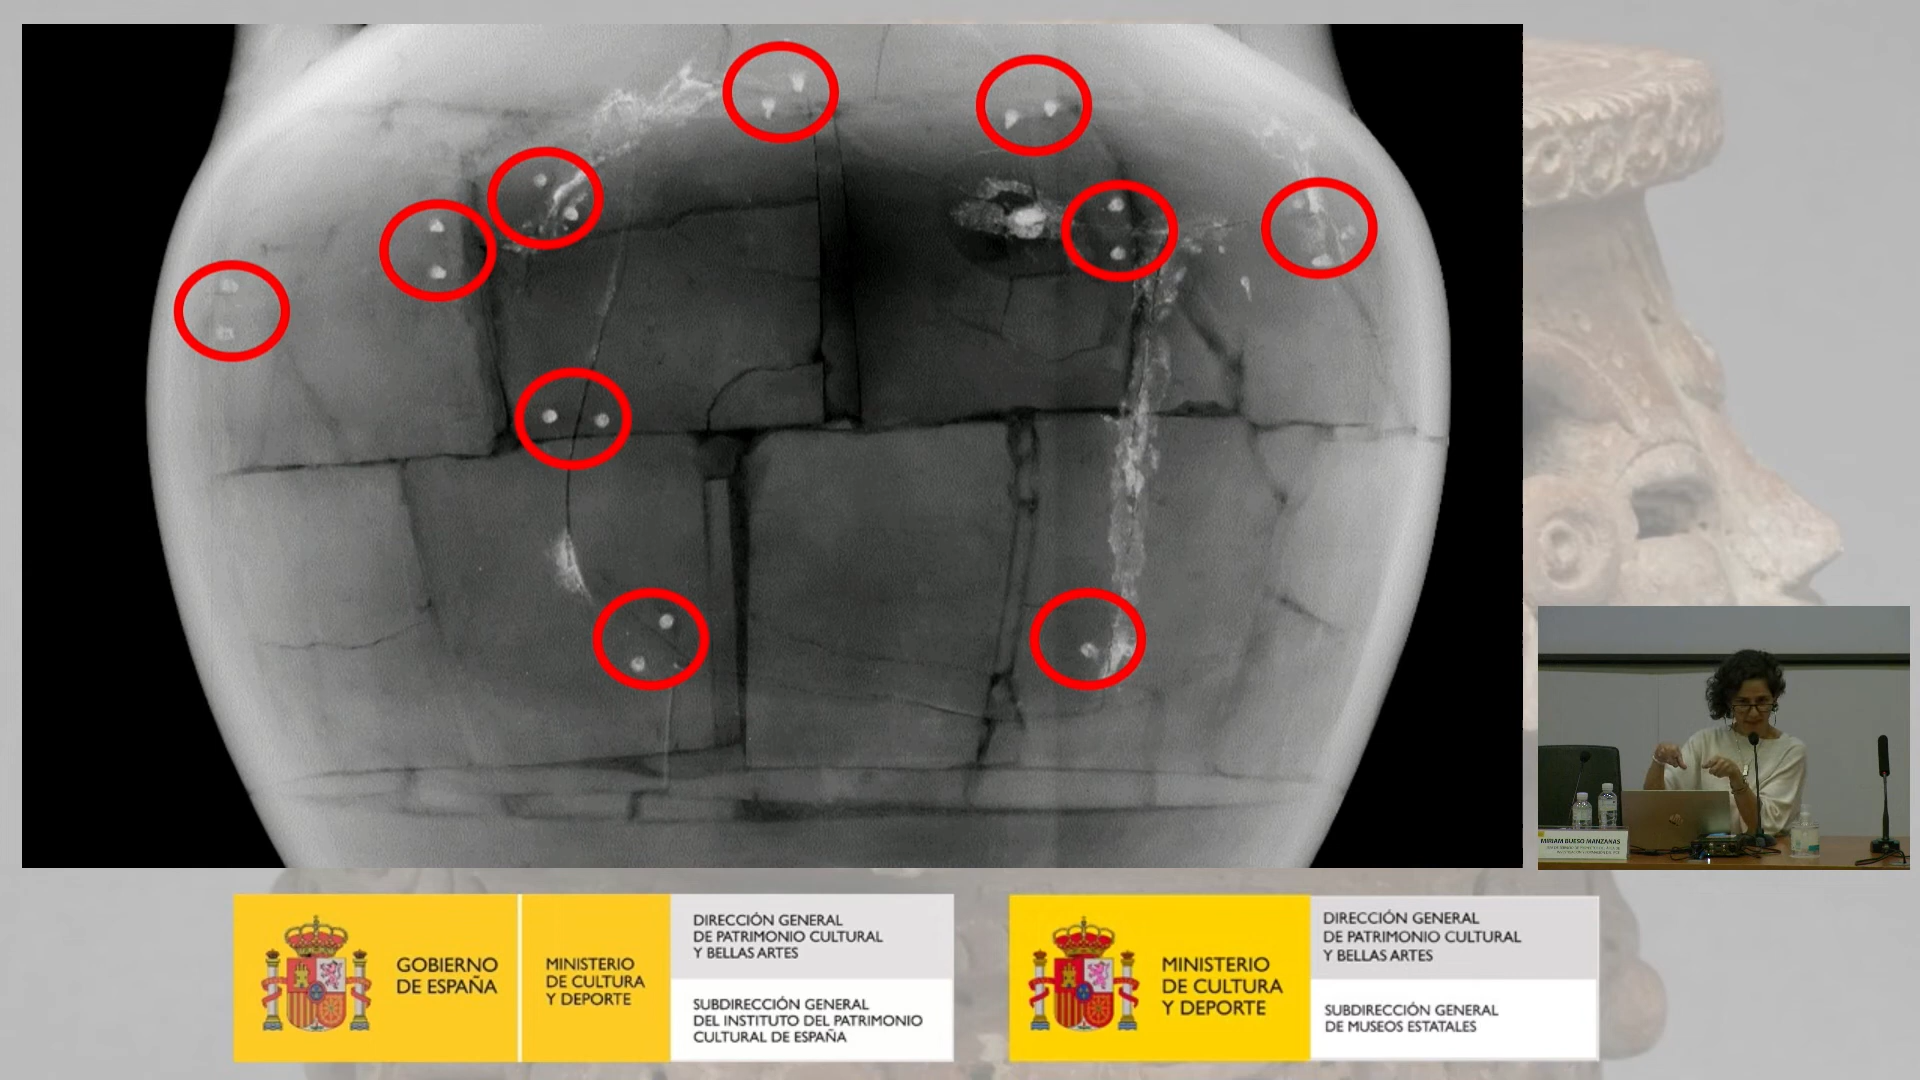 MIRIAM BUESO MANZANAS
GOBIERNO
DE ESPAÑA
MINISTERIO
DE CULTURA
Y DEPORTE
DIRECCIÓN GENERAL
DE PATRIMONIO CULTURAL
Y BELLAS ARTES
SUBDIRECCIÓN GENERAL
DEL INSTITUTO DEL PATRIMONIO
CULTURAL DE ESPAÑA
MINISTERIO
DE CULTURA
Y DEPORTE
DIRECCIÓN GENERAL
DE PATRIMONIO CULTURAL
Y BELLAS ARTES
SUBDIRECCIÓN GENERAL
DE MUSEOS ESTATALES